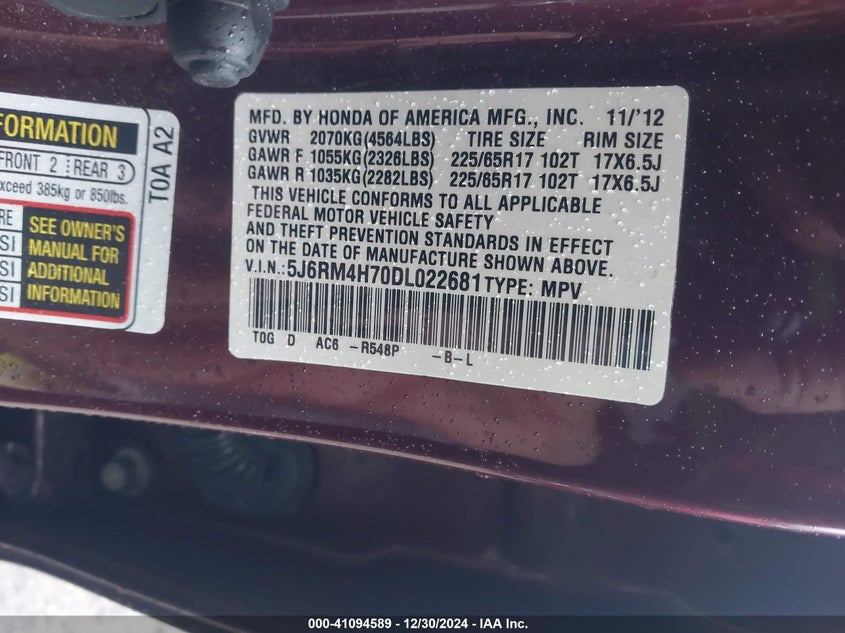 FORMATION
FRONT 2 REAR 3
xceed 385kg or 850lbs.
RE
SI
SI
SI
SEE OWNER'S
MANUAL FOR
ADDITIONAL
INFORMATION
T0A A2
MFD. BY HONDA OF AMERICA MFG., INC. 11/'12
GVWR 2070KG(4564LBS) TIRE SIZE RIM SIZE
GAWR F 1055KG(2326LBS) 225/65R17 102T 17X6.5J
GAWR R 1035KG(2282LBS) 225/65R17 102T 17X6.5J
THIS VEHICLE CONFORMS TO ALL APPLICABLE
FEDERAL MOTOR VEHICLE SAFETY
AND THEFT PREVENTION STANDARDS IN EFFECT
ON THE DATE OF MANUFACTURE SHOWN ABOVE.
V.I.N.:5J6RM4H70DL022681 TYPE: MPV
T0G D AC6 -R548P -B-L
000-41094589 - 12/30/2024 - IAA Inc.